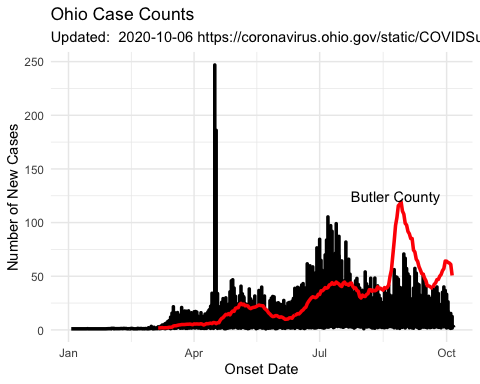 Ohio Case Counts
Updated:  2020-10-06 https://coronavirus.ohio.gov/static/COVIDSu
250
200
150
100
50
0
Number of New Cases
Butler County
Jan Apr Jul Oct
Onset Date